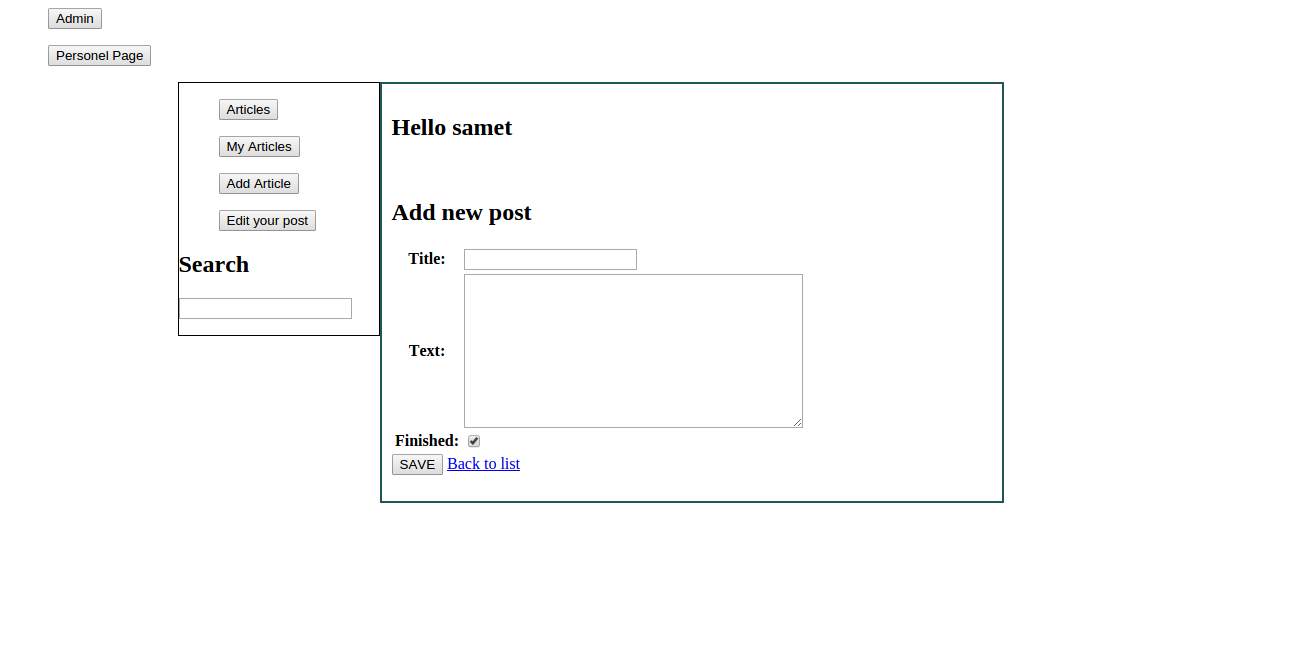 Admin
Personel Page
Articles
My Articles
Add Article
Edit your post
Search
Hello samet
Add new post
Title:
Text:
Finished:
SAVE Back to list